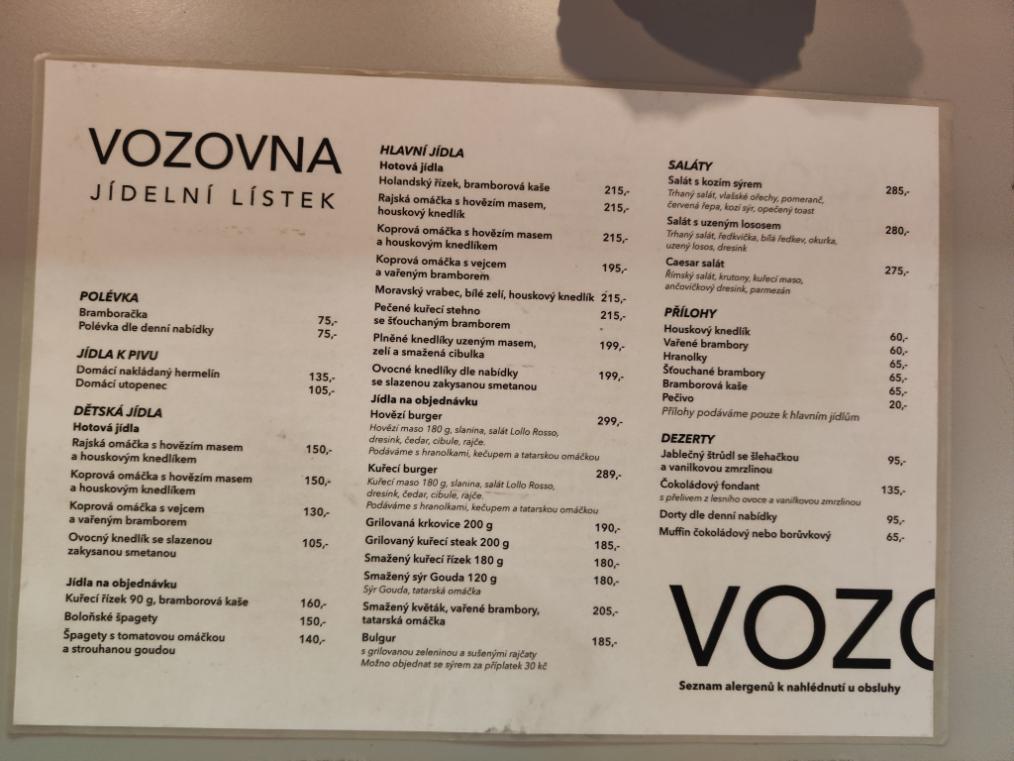 VOZOVNA
JÍDELNÍ LÍSTEK
POLÉVKA
Bramboračka 75,-
Polévka dle denní nabídky 75,-
JÍDLA K PIVU
Domácí nakládaný hermelín 135,-
Domácí utopenec 105,-
DĚTSKÁ JÍDLA
Hotová jídla
Rajská omáčka s hovězím masem
a houskovým knedlíkem 150,-
Koprová omáčka s hovězím masem
a houskovým knedlíkem 150,-
Koprová omáčka s vejcem
a vařeným bramborem 130,-
Ovocný knedlík se slazenou
zakysanou smetanou 105,-
Jídla na objednávku
Kuřecí řízek 90 g, bramborová kaše 160,-
Boloňské špagety 150,-
Špagety s tomatovou omáčkou
a strouhanou goudou 140,-
HLAVNÍ JÍDLA
Hotová jídla
Holandský řízek, bramborová kaše 215,-
Rajská omáčka s hovězím masem,
houskový knedlík 215,-
Koprová omáčka s hovězím masem
a houskovým knedlíkem 215,-
Koprová omáčka s vejcem
a vařeným bramborem 195,-
Moravský vrabec, bílé zelí, houskový knedlík 215,-
Pečené kuřecí stehno
se šťouchaným bramborem 215,-
Plněné knedlíky uzeným masem,
zelí a smažená cibulka 199,-
Ovocné knedlíky dle nabídky
se slazenou zakysanou smetanou 199,-
Jídla na objednávku
Hovězí burger 299,-
Hovězí maso 180 g, slanina, salát Lollo Rosso,
dresink, čedar, cibule, rajče.
Podáváme s hranolkami, kečupem a tatarskou omáčkou
Kuřecí burger 289,-
Kuřecí maso 180 g, slanina, salát Lollo Rosso,
dresink, čedar, cibule, rajče.
Podáváme s hranolkami, kečupem a tatarskou omáčkou
Grilovaná krkovice 200 g 190,-
Grilovaný kuřecí steak 200 g 185,-
Smažený kuřecí řízek 180 g 180,-
Smažený sýr Gouda 120 g 180,-
Sýr Gouda, tatarská omáčka
Smažený květák, vařené brambory,
tatarská omáčka 205,-
Bulgur 185,-
s grilovanou zeleninou a sušenými rajčaty
Možno objednat se sýrem za příplatek 30 kč
SALÁTY
Salát s kozím sýrem 285,-
Trhaný salát, vlašské ořechy, pomeranč,
červená řepa, kozí sýr, opečený toast
Salát s uzeným lososem 280,-
Trhaný salát, ředkvička, bílá ředkev, okurka,
uzený losos, dresink
Caesar salát 275,-
Římský salát, krutony, kuřecí maso,
ančovičkový dresink, parmezán
PŘÍLOHY
Houskový knedlík 60,-
Vařené brambory 60,-
Hranolky 65,-
Šťouchané brambory 65,-
Bramborová kaše 65,-
Pečivo 20,-
Přílohy podáváme pouze k hlavním jídlům
DEZERTY
Jablečný štrúdl se šlehačkou
a vanilkovou zmrzlinou 95,-
Čokoládový fondant 135,-
s přelivem z lesního ovoce a vanilkovou zmrzlinou
Dorty dle denní nabídky 95,-
Muffin čokoládový nebo borůvkový 65,-
VOZO
Seznam alergenů k nahlédnutí u obsluhy